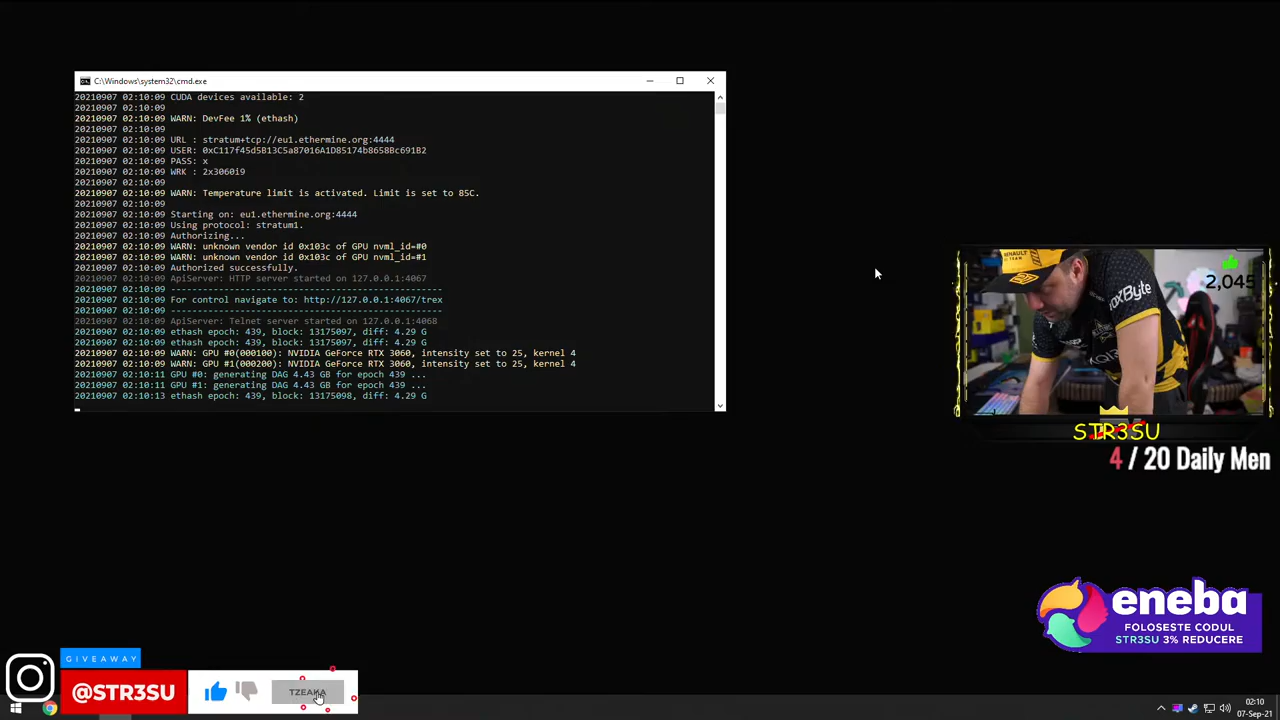 C:\Windows\system32\cmd.exe
20210907 02:10:09 CUDA devices available: 2
20210907 02:10:09
20210907 02:10:09 WARN: DevFee 1% (ethash)
20210907 02:10:09
20210907 02:10:09 URL : stratum+tcp://eu1.ethermine.org:4444
20210907 02:10:09 USER: 0xC117f45d5B13C5a87016A1D85174b8658Bc691B2
20210907 02:10:09 PASS: x
20210907 02:10:09 WRK : 2x3060i9
20210907 02:10:09
20210907 02:10:09 WARN: Temperature limit is activated. Limit is set to 85C.
20210907 02:10:09
20210907 02:10:09 Starting on: eu1.ethermine.org:4444
20210907 02:10:09 Using protocol: stratum1.
20210907 02:10:09 Authorizing...
20210907 02:10:09 WARN: unknown vendor id 0x103c of GPU nvml_id=#0
20210907 02:10:09 WARN: unknown vendor id 0x103c of GPU nvml_id=#1
20210907 02:10:09 Authorized successfully.
20210907 02:10:09 ApiServer: HTTP server started on 127.0.0.1:4067
20210907 02:10:09 ---------------------------------------------------
20210907 02:10:09 For control navigate to: http://127.0.0.1:4067/trex
20210907 02:10:09 ---------------------------------------------------
20210907 02:10:09 ApiServer: Telnet server started on 127.0.0.1:4068
20210907 02:10:09 ethash epoch: 439, block: 13175097, diff: 4.29 G
20210907 02:10:09 ethash epoch: 439, block: 13175097, diff: 4.29 G
20210907 02:10:09 WARN: GPU #0(000100): NVIDIA GeForce RTX 3060, intensity set to 25, kernel 4
20210907 02:10:09 WARN: GPU #1(000200): NVIDIA GeForce RTX 3060, intensity set to 25, kernel 4
20210907 02:10:11 GPU #0: generating DAG 4.43 GB for epoch 439 ...
20210907 02:10:11 GPU #1: generating DAG 4.43 GB for epoch 439 ...
20210907 02:10:13 ethash epoch: 439, block: 13175098, diff: 4.29 G
RENAULT
2,045
STR3SU
4 / 20 Daily Men
eneba
FOLOSESTE CODUL
STR3SU 3% REDUCERE
GIVEAWAY
@STR3SU
TZEAKA
02:10
07-Sep-21